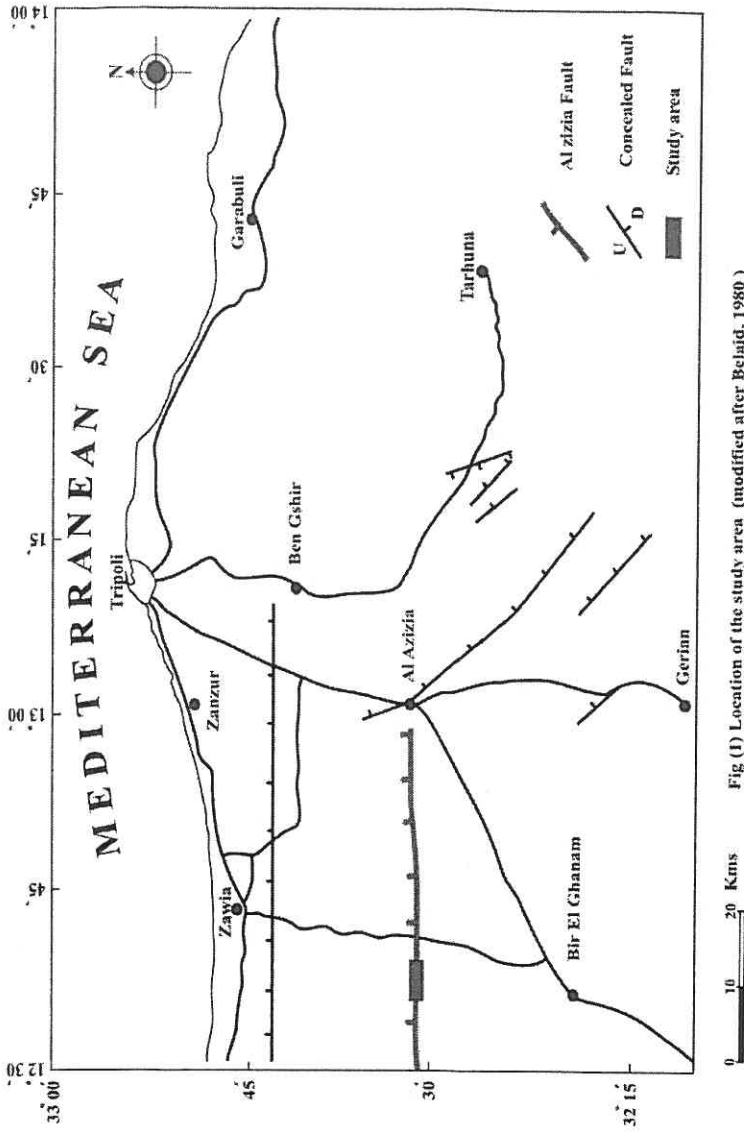 12 30
45
13 00
15
30
45
14 00
33 00
45
30
32 15
MEDITERRANEAN SEA
N
Tripoli
Zanzur
Zawia
Garabuli
Ben Gshir
Tarhuna
Al Azizia
Bir El Ghanam
Gerian
Al zizia Fault
U
D
Concealed Fault
Study area
0 10 20 Kms
Fig (1) Location of the study area (modified after Belaid, 1980)